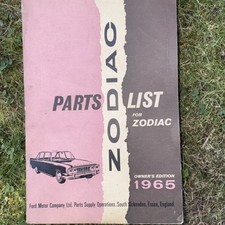 ZODIAC
PARTS LIST
FOR
ZODIAC
OWNER'S EDITION
1965
Ford Motor Company Ltd. Parts Supply Operations, South Ockendon, Essex, England